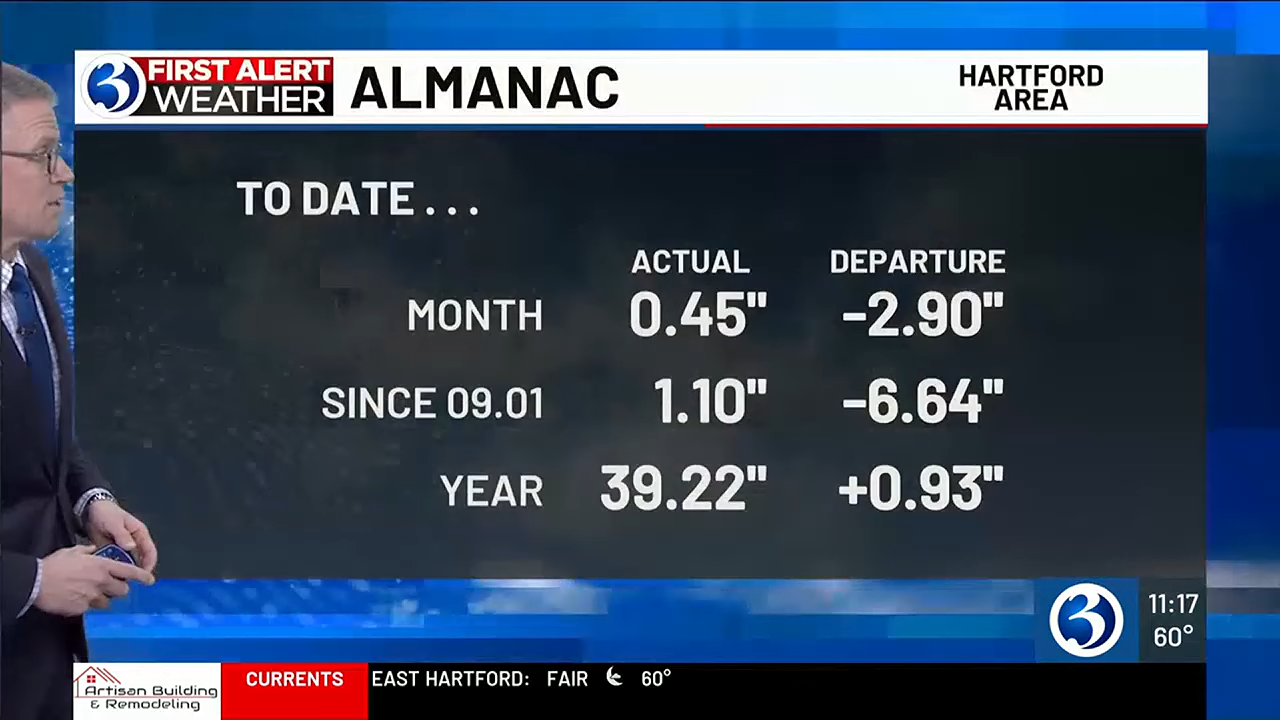 3 FIRST ALERT
WEATHER
ALMANAC
HARTFORD
AREA
TO DATE . . .
ACTUAL DEPARTURE
MONTH 0.45" -2.90"
SINCE 09.01 1.10" -6.64"
YEAR 39.22" +0.93"
3
11:17
60°
Artisan Building
& Remodeling
CURRENTS
EAST HARTFORD: FAIR 60°